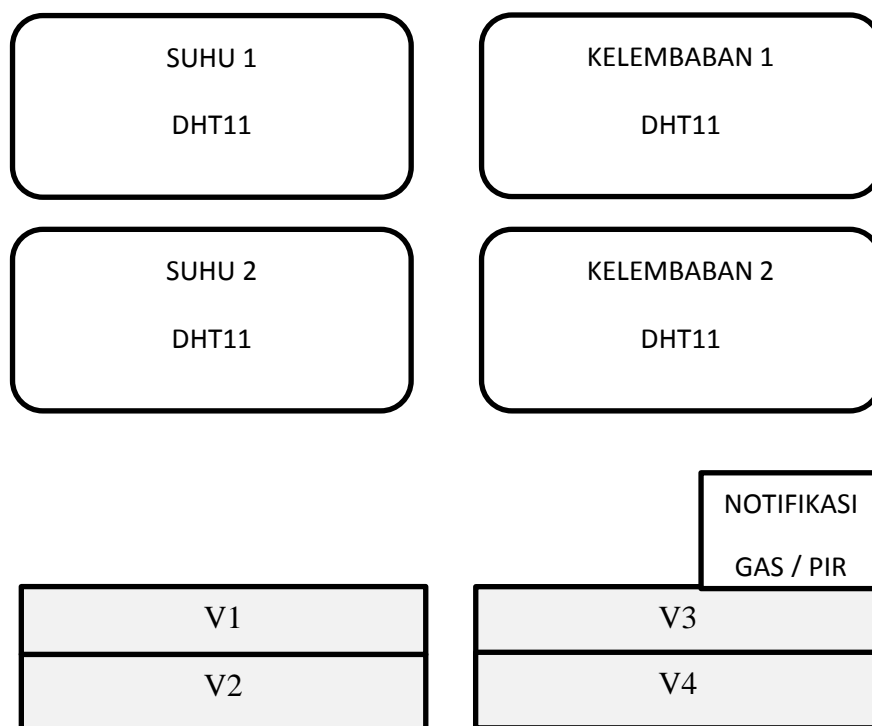 SUHU 1
DHT11
KELEMBABAN 1
DHT11
SUHU 2
DHT11
KELEMBABAN 2
DHT11
NOTIFIKASI
GAS / PIR
V1
V2
V3
V4